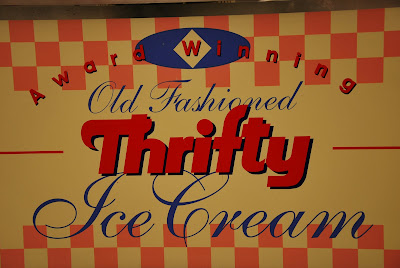 Award Winning
Old Fashioned
Thrifty
Ice Cream